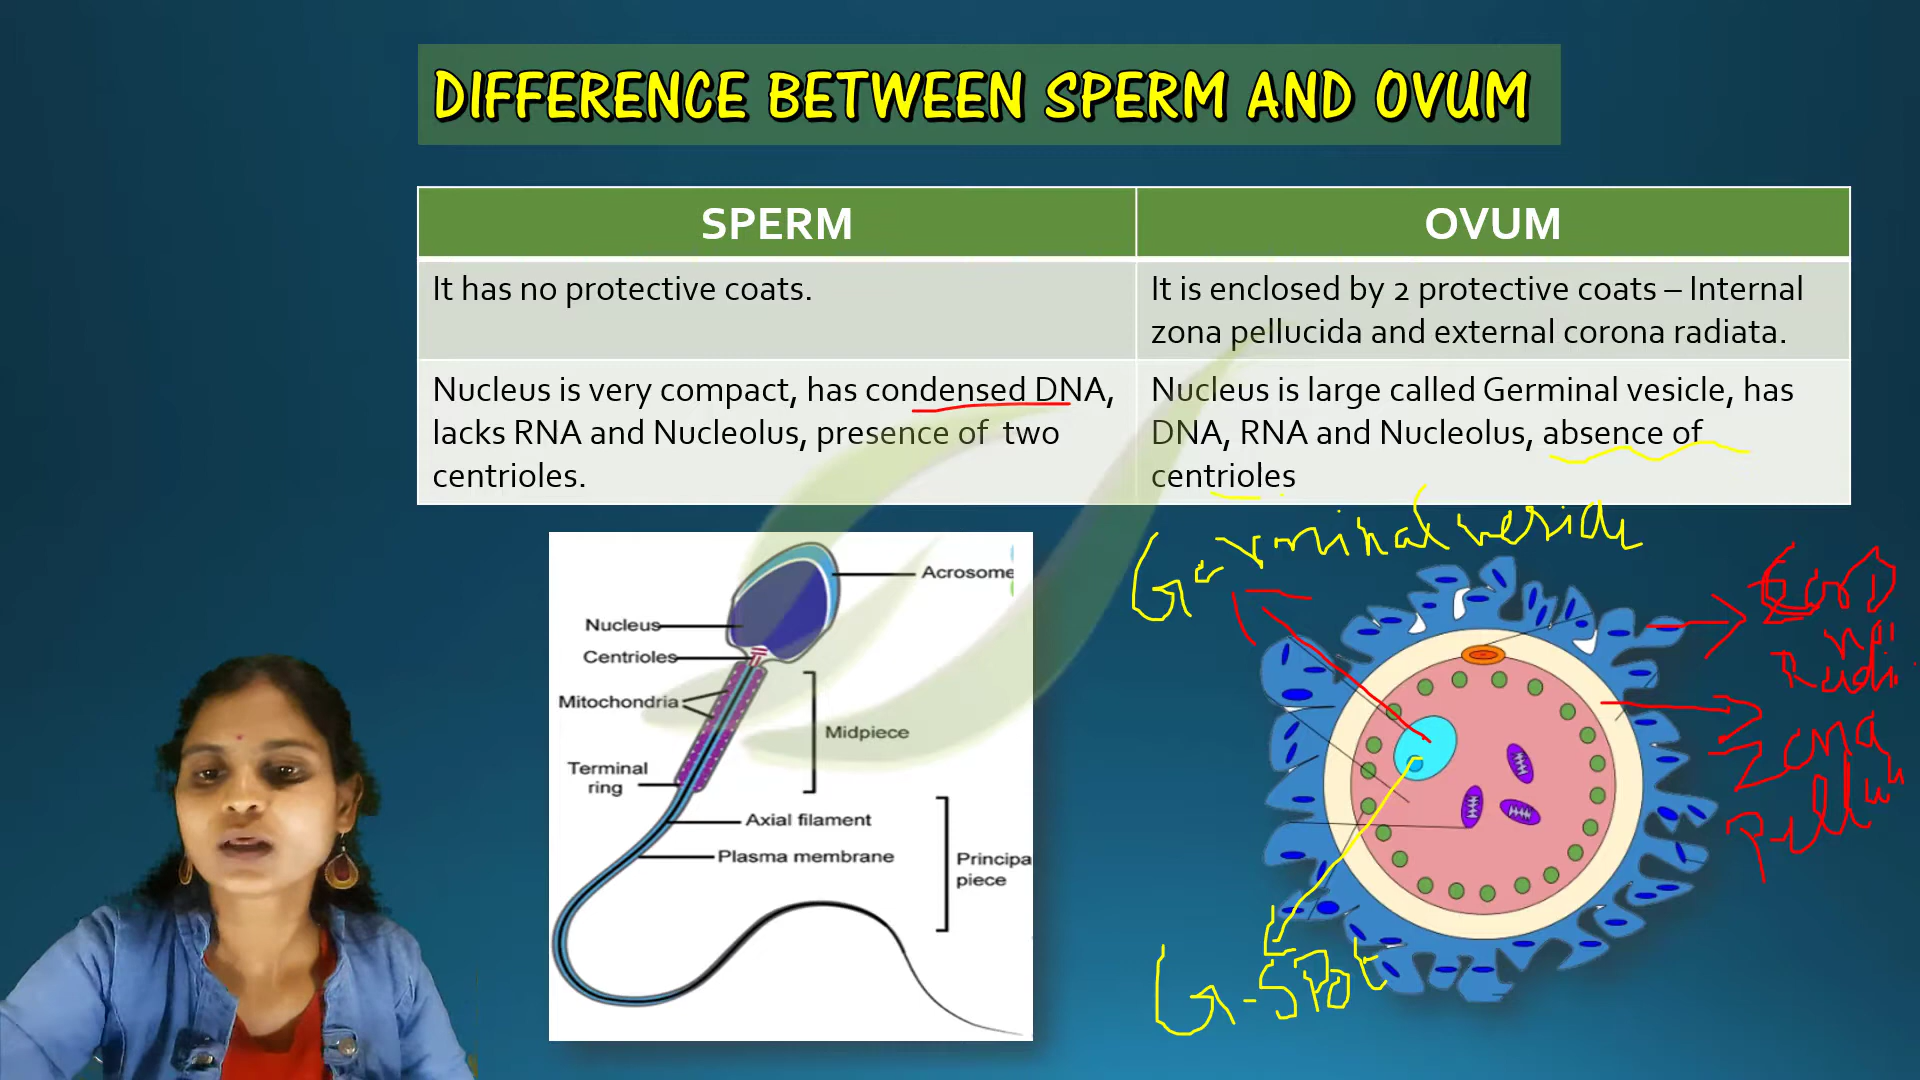 DIFFERENCE BETWEEN SPERM AND OVUM
SPERM
OVUM
It has no protective coats.
It is enclosed by 2 protective coats – Internal
zona pellucida and external corona radiata.
Nucleus is very compact, has condensed DNA,
lacks RNA and Nucleolus, presence of two
centrioles.
Nucleus is large called Germinal vesicle, has
DNA, RNA and Nucleolus, absence of
centrioles
Acrosome
Nucleus
Centrioles
Mitochondria
Midpiece
Terminal
ring
Axial filament
Plasma membrane
Principa
piece
Germinal vesicle
Zona
Pellu
G-SPot